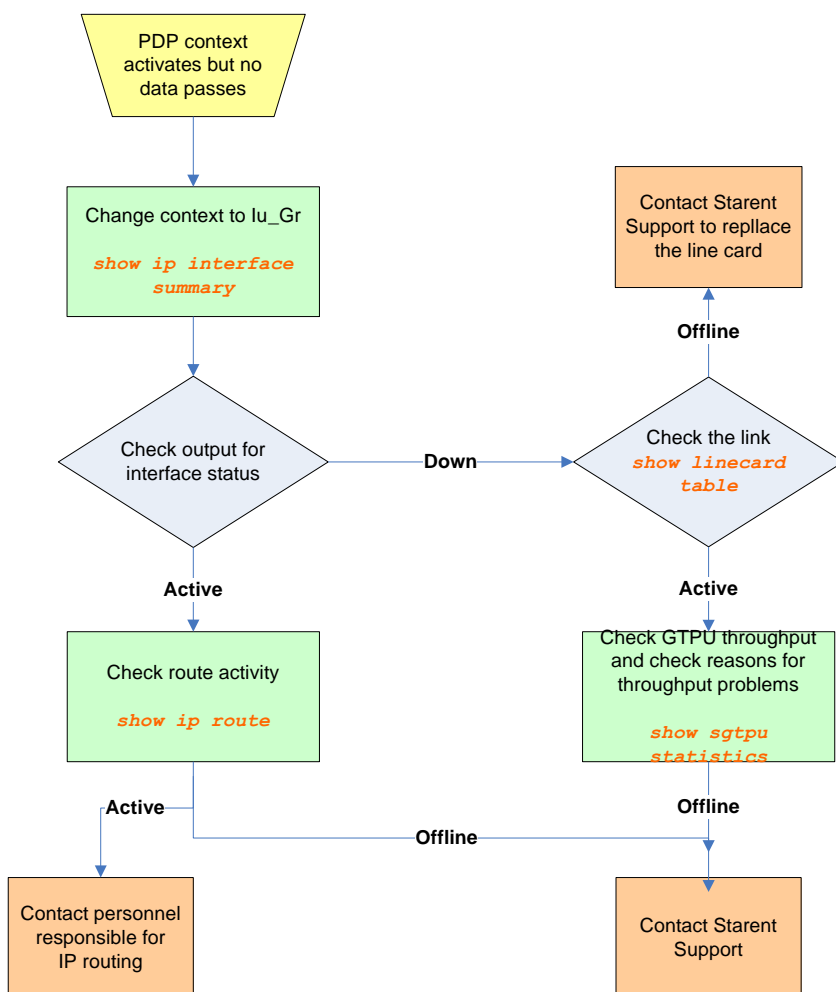 PDP context
activates but no
data passes
Change context to Iu_Gr
show ip interface
summary
Contact Starent
Support to repllace
the line card
Offline
Check output for
interface status
Down
Check the link
show linecard
table
Active
Active
Check route activity
show ip route
Check GTPU throughput
and check reasons for
throughput problems
show sgtpu
statistics
Active
Offline
Offline
Contact personnel
responsible for
IP routing
Contact Starent
Support